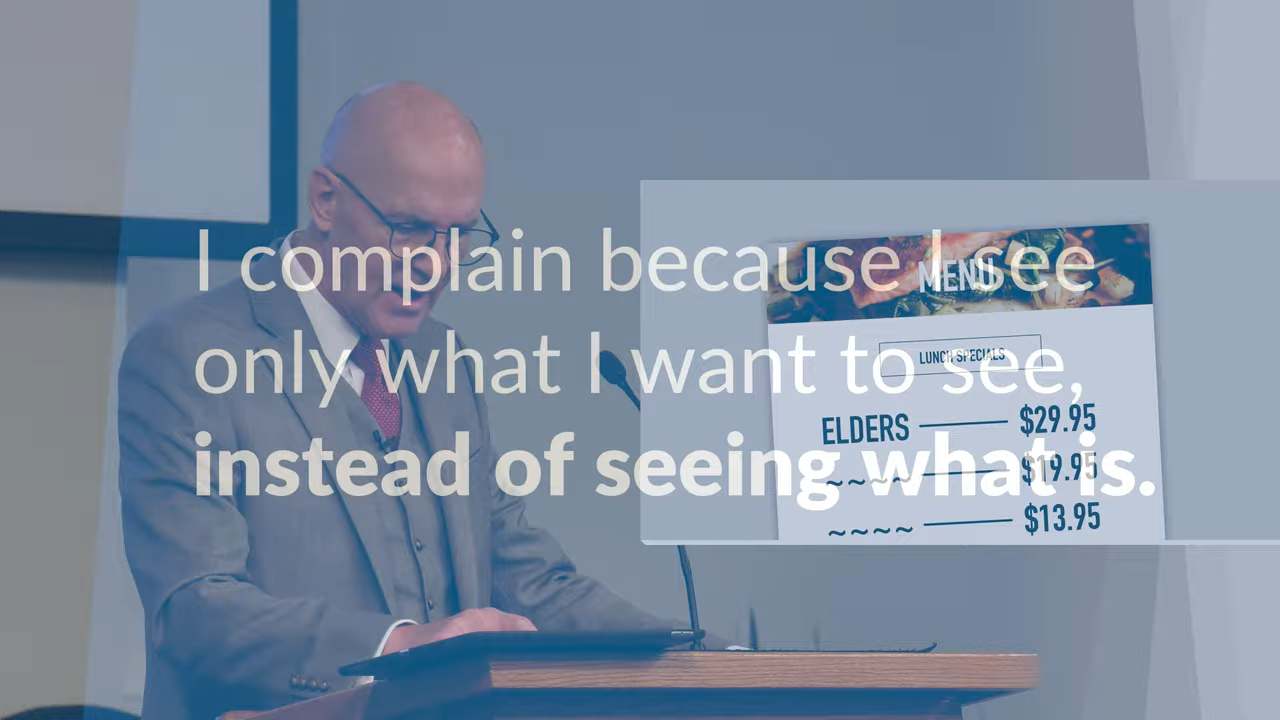 I complain because I see
only what I want to see,
instead of seeing what is.
MENU
LUNCH SPECIALS
ELDERS $29.95
~~~~ $19.95
~~~~ $13.95